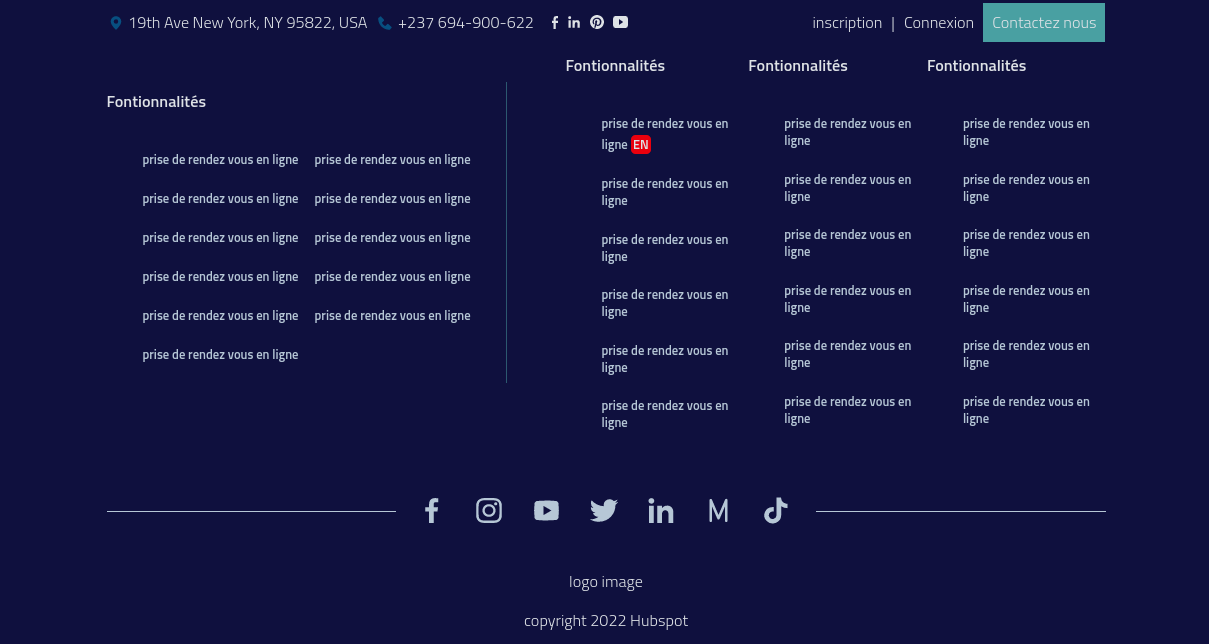 19th Ave New York, NY 95822, USA +237 694-900-622 inscription | Connexion Contactez nous
Fontionnalités
prise de rendez vous en ligne prise de rendez vous en ligne
prise de rendez vous en ligne prise de rendez vous en ligne
prise de rendez vous en ligne prise de rendez vous en ligne
prise de rendez vous en ligne prise de rendez vous en ligne
prise de rendez vous en ligne prise de rendez vous en ligne
prise de rendez vous en ligne
Fontionnalités
prise de rendez vous en
ligne EN
prise de rendez vous en
ligne
prise de rendez vous en
ligne
prise de rendez vous en
ligne
prise de rendez vous en
ligne
prise de rendez vous en
ligne
Fontionnalités
prise de rendez vous en
ligne
prise de rendez vous en
ligne
prise de rendez vous en
ligne
prise de rendez vous en
ligne
prise de rendez vous en
ligne
prise de rendez vous en
ligne
Fontionnalités
prise de rendez vous en
ligne
prise de rendez vous en
ligne
prise de rendez vous en
ligne
prise de rendez vous en
ligne
prise de rendez vous en
ligne
prise de rendez vous en
ligne
M
logo image
copyright 2022 Hubspot